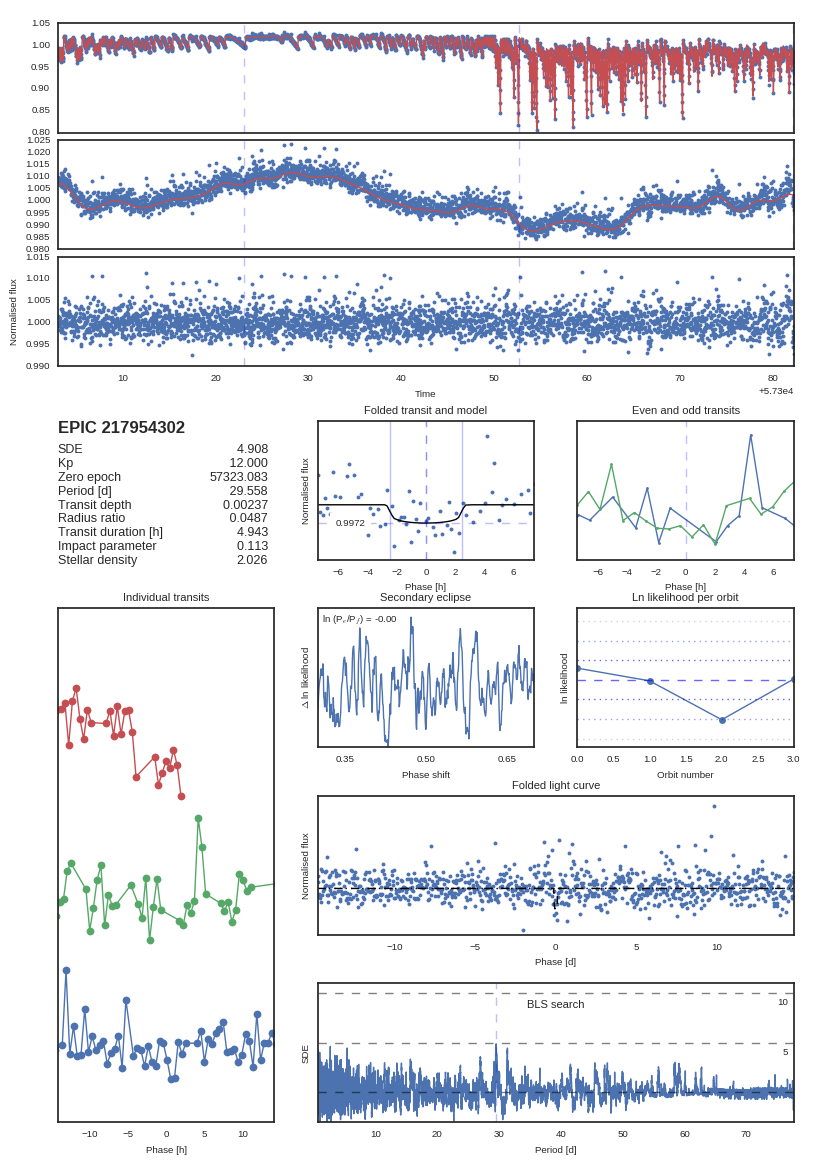 1.05
1.00
0.95
0.90
0.85
0.80
1.025
1.020
1.015
1.010
1.005
1.000
0.995
0.990
0.985
0.980
1.015
1.010
1.005
1.000
0.995
0.990
Normalised flux
10 20 30 40 50 60 70 80
Time
+5.73e4
EPIC 217954302
SDE 4.908
Kp 12.000
Zero epoch 57323.083
Period [d] 29.558
Transit depth 0.00237
Radius ratio 0.0487
Transit duration [h] 4.943
Impact parameter 0.113
Stellar density 2.026
Folded transit and model
Normalised flux
0.9972
−6 −4 −2 0 2 4 6
Phase [h]
Even and odd transits
−6 −4 −2 0 2 4 6
Phase [h]
Individual transits
−10 −5 0 5 10
Phase [h]
Secondary eclipse
ln (Pₑ/Pƒ) = -0.00
Δ ln likelihood
0.35 0.50 0.65
Phase shift
Ln likelihood per orbit
ln likelihood
0.0 0.5 1.0 1.5 2.0 2.5 3.0
Orbit number
Folded light curve
Normalised flux
−10 −5 0 5 10
Phase [d]
BLS search
10
5
SDE
10 20 30 40 50 60 70
Period [d]